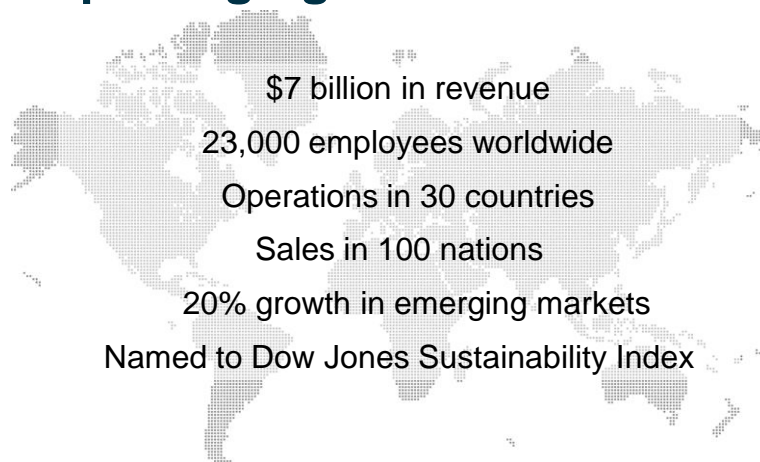 $7 billion in revenue
23,000 employees worldwide
Operations in 30 countries
Sales in 100 nations
20% growth in emerging markets
Named to Dow Jones Sustainability Index